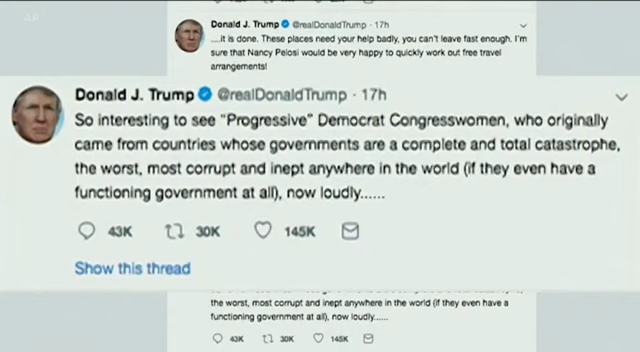 AP
Donald J. Trump @realDonaldTrump · 17h
....it is done. These places need your help badly, you can't leave fast enough. I'm
sure that Nancy Pelosi would be very happy to quickly work out free travel
arrangements!
Donald J. Trump @realDonaldTrump · 17h
So interesting to see “Progressive” Democrat Congresswomen, who originally
came from countries whose governments are a complete and total catastrophe,
the worst, most corrupt and inept anywhere in the world (if they even have a
functioning government at all), now loudly......
43K 30K 145K
Show this thread
the worst, most corrupt and inept anywhere in the world (if they even have a
functioning government at all), now loudly......
43K 30K 145K